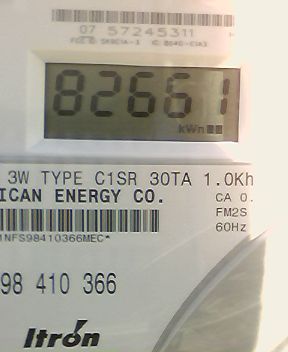 07 57245311
82661
kWh
3W TYPE C1SR 30TA 1.0Kh
ICAN ENERGY CO.
CA 0.
FM2S
60Hz
1NFS98410366MEC*
98 410 366
Itrón